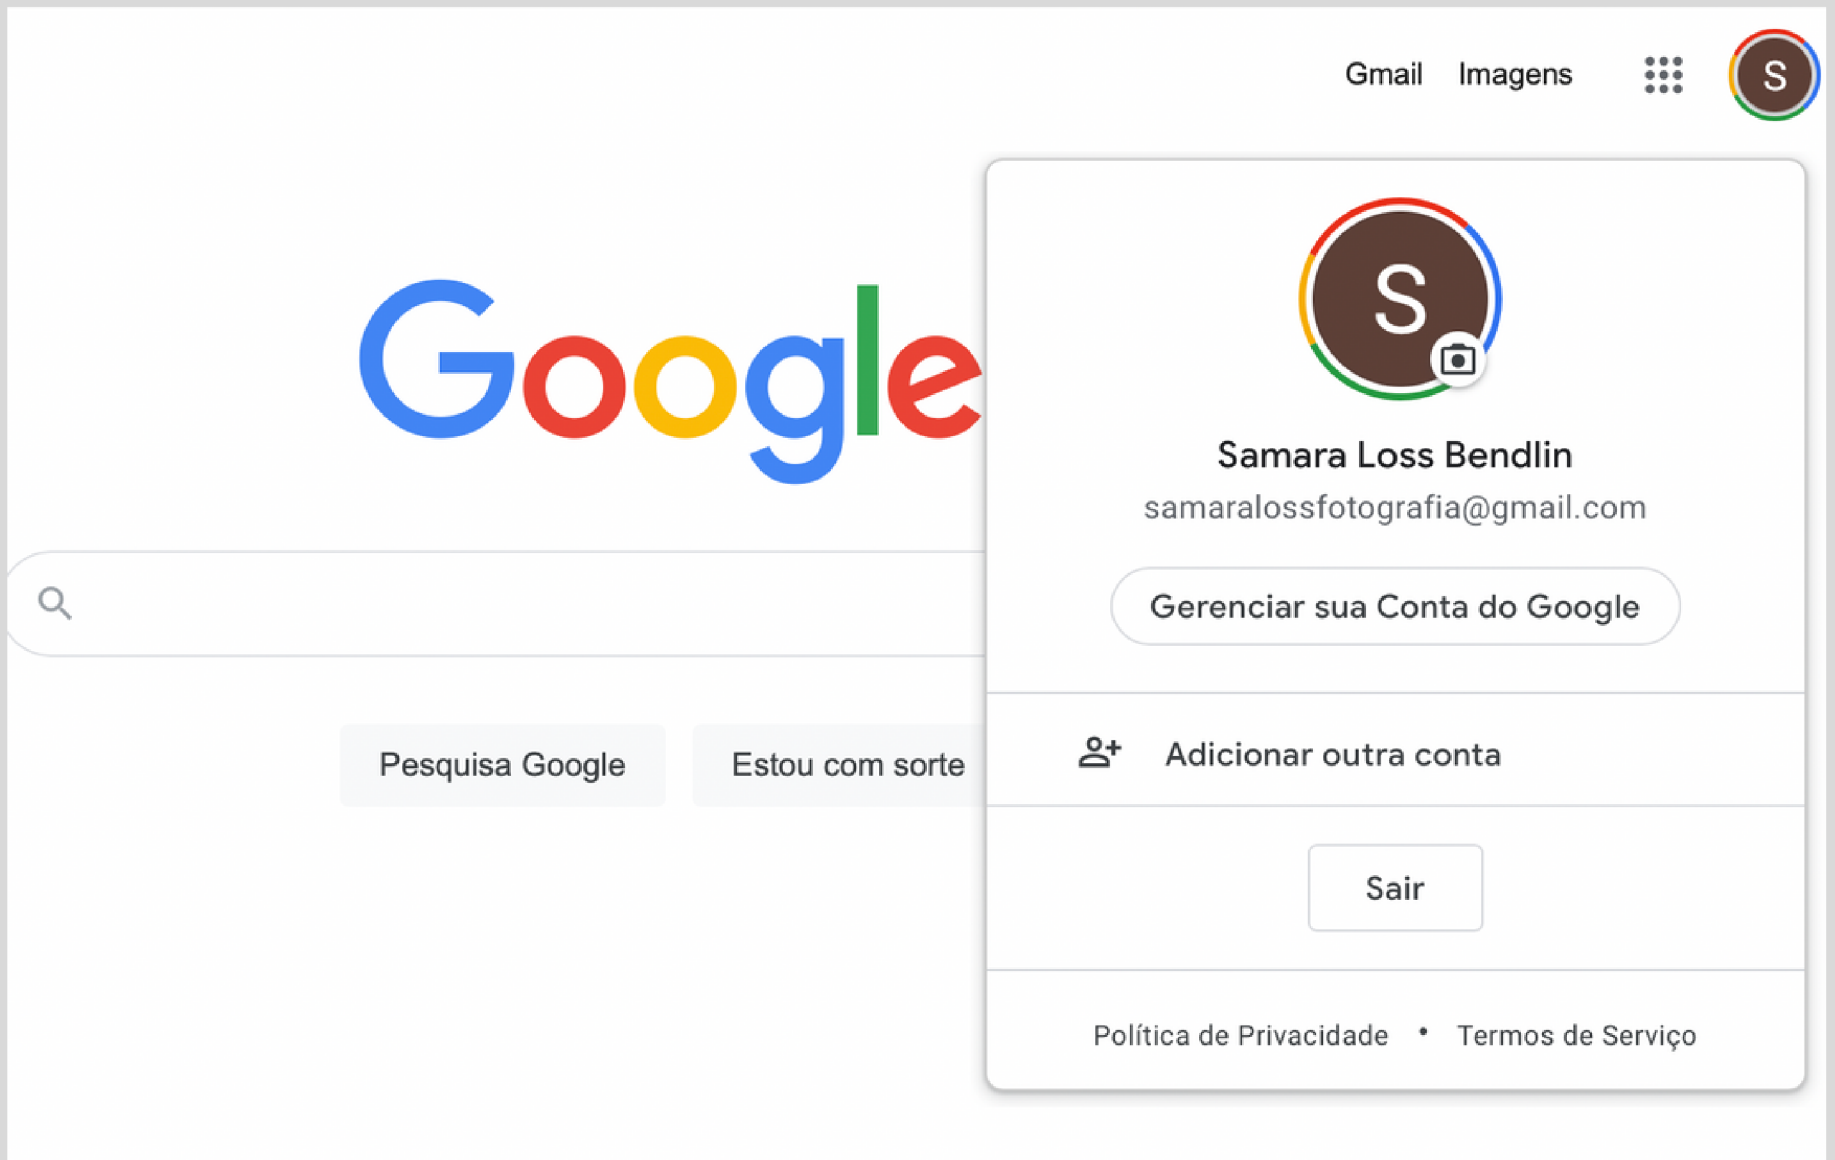 Gmail Imagens S
S
Google
Samara Loss Bendlin
samaralossfotografia@gmail.com
Gerenciar sua Conta do Google
Pesquisa Google Estou com sorte
Adicionar outra conta
Sair
Política de Privacidade • Termos de Serviço